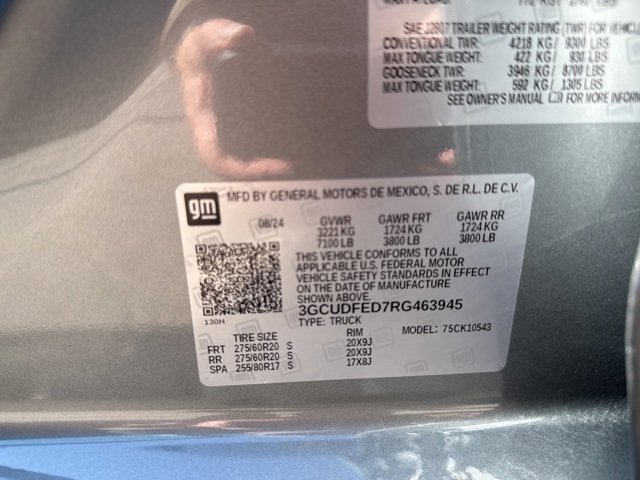 SAE J2807 TRAILER WEIGHT RATING (TWR) FOR VEHICLE
CONVENTIONAL TWR: 4218 KG/ 9300 LBS
MAX TONGUE WEIGHT: 422 KG/ 930 LBS
GOOSENECK TWR: 3946 KG/ 8700 LBS
MAX TONGUE WEIGHT: 592 KG/ 1305 LBS
SEE OWNER'S MANUAL FOR MORE INFORM
gm
MFD BY GENERAL MOTORS DE MEXICO, S. DE R.L. DE C.V.
08/24 GVWR GAWR FRT GAWR RR
3221 KG 1724 KG 1724 KG
7100 LB 3800 LB 3800 LB
THIS VEHICLE CONFORMS TO ALL
APPLICABLE U.S. FEDERAL MOTOR
VEHICLE SAFETY STANDARDS IN EFFECT
ON THE DATE OF MANUFACTURE
SHOWN ABOVE.
3GCUDFED7RG463945
130H
TYPE: TRUCK MODEL: 75CK10543
TIRE SIZE RIM
FRT 275/60R20 S 20X9J
RR 275/60R20 S 20X9J
SPA 255/80R17 S 17X8J